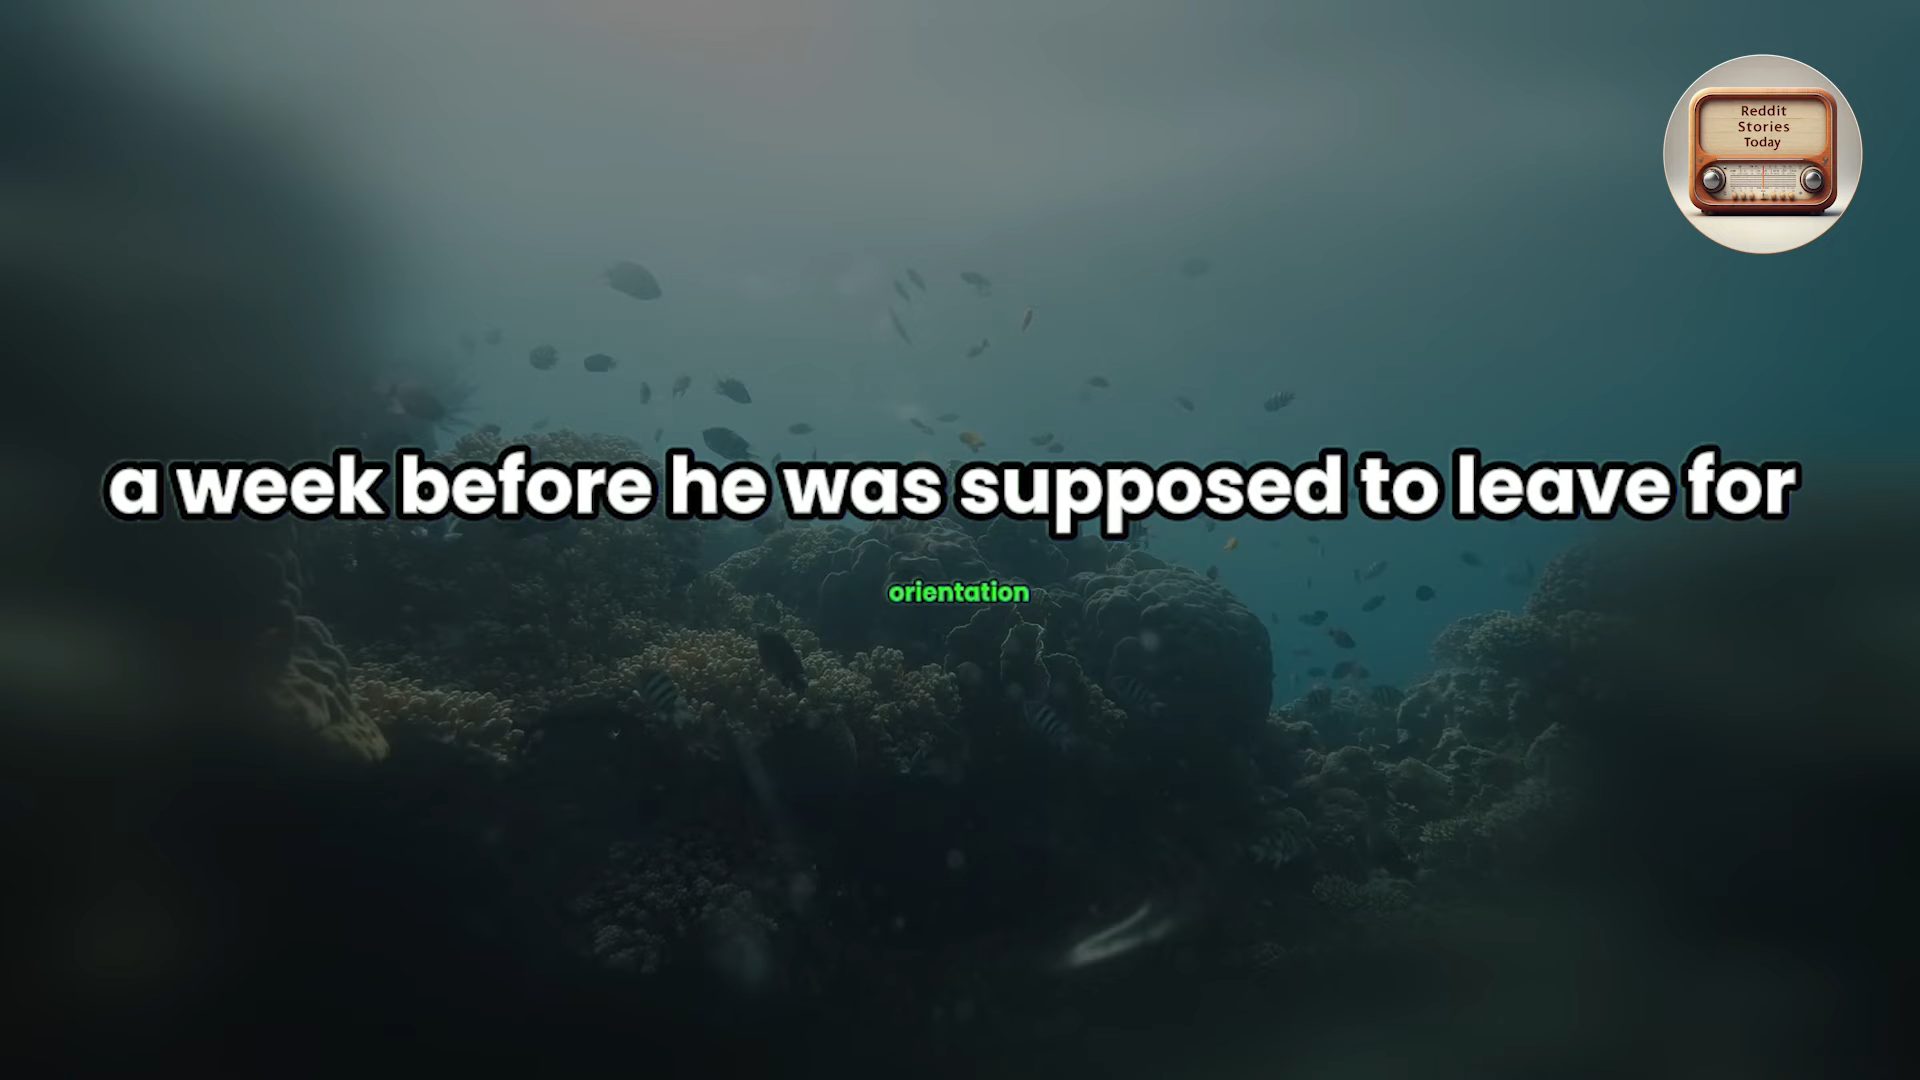 Reddit
Stories
Today
a week before he was supposed to leave for
orientation